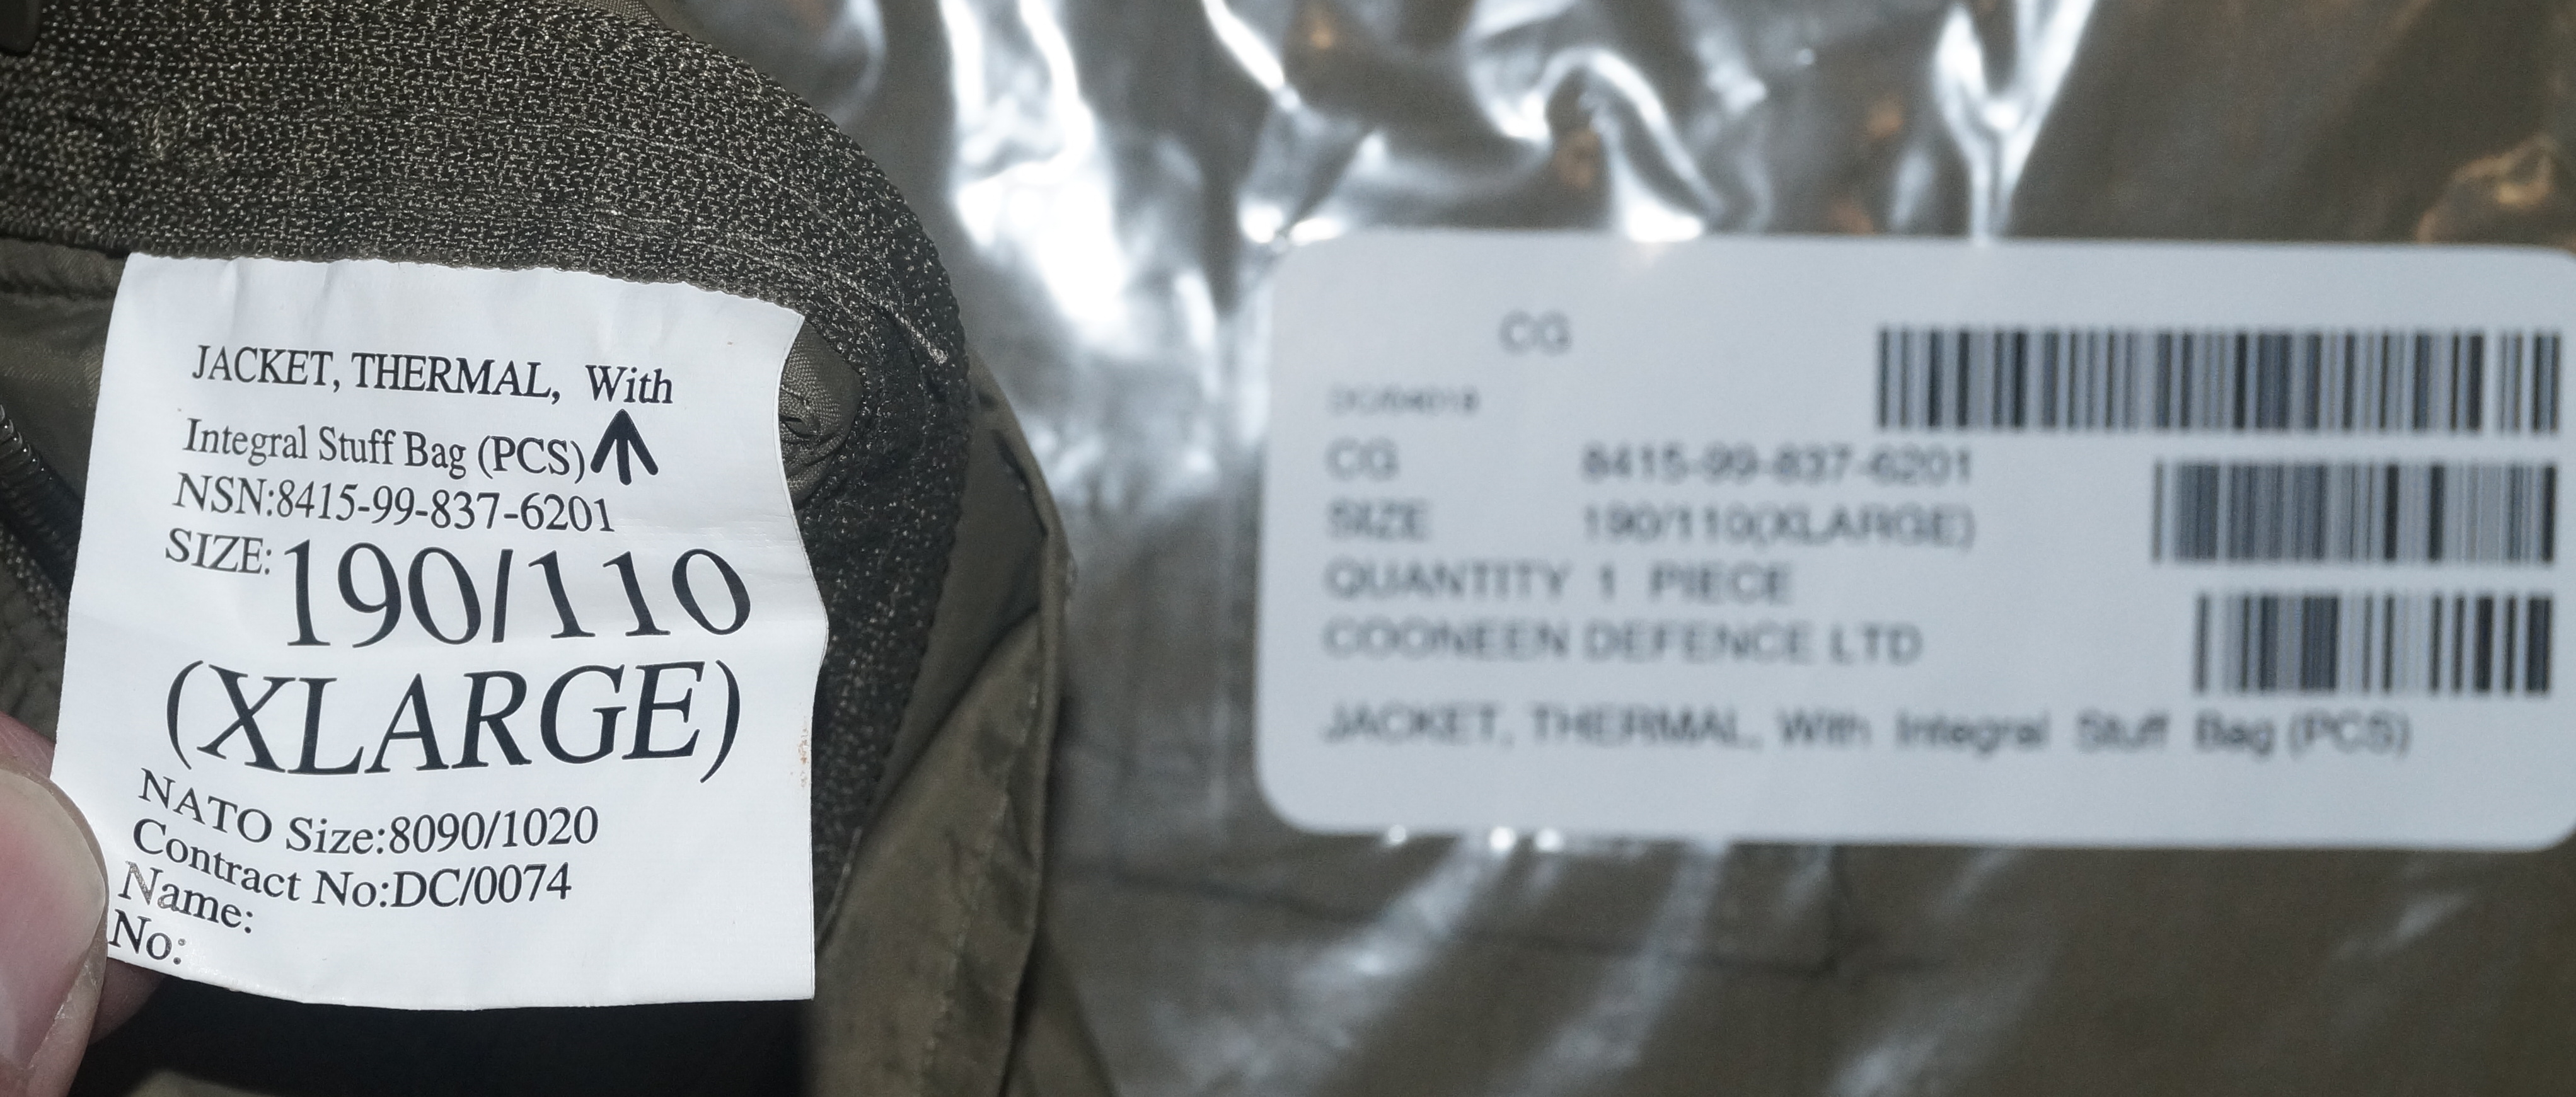 JACKET, THERMAL, With
Integral Stuff Bag (PCS)
NSN:8415-99-837-6201
SIZE: 190/110
(XLARGE)
NATO Size:8090/1020
Contract No:DC/0074
Name:
No:
CG
CG 8415-99-837-6201
SIZE 190/110(XLARGE)
QUANTITY 1 PIECE
COONEEN DEFENCE LTD
JACKET, THERMAL, With Integral Stuff Bag (PCS)